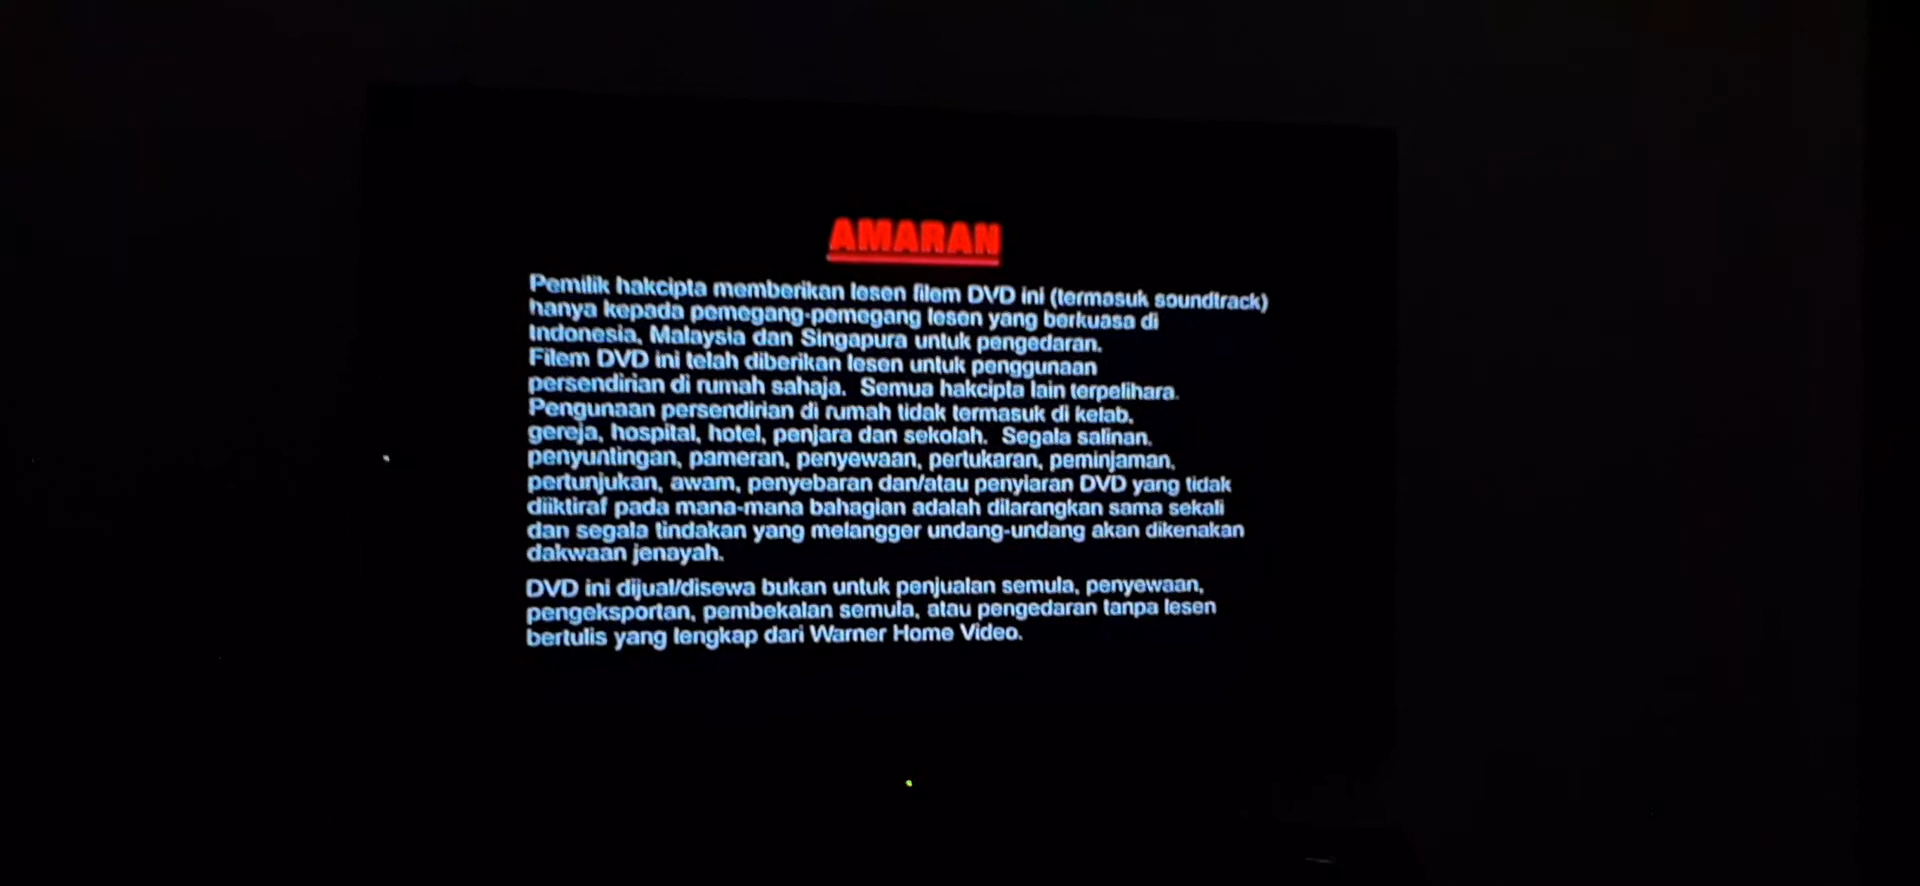 AMARAN
Pemilik hakcipta memberikan lesen filem DVD ini (termasuk soundtrack)
hanya kepada pemegang-pemegang lesen yang berkuasa di
Indonesia, Malaysia dan Singapura untuk pengedaran.
Filem DVD ini telah diberikan lesen untuk penggunaan
persendirian di rumah sahaja. Semua hakcipta lain terpelihara.
Pengunaan persendirian di rumah tidak termasuk di kelab,
gereja, hospital, hotel, penjara dan sekolah. Segala salinan,
penyuntingan, pameran, penyewaan, pertukaran, peminjaman,
pertunjukan, awam, penyebaran dan/atau penyiaran DVD yang tidak
diiktiraf pada mana-mana bahagian adalah dilarangkan sama sekali
dan segala tindakan yang melangger undang-undang akan dikenakan
dakwaan jenayah.
DVD ini dijual/disewa bukan untuk penjualan semula, penyewaan,
pengeksportan, pembekalan semula, atau pengedaran tanpa lesen
bertulis yang lengkap dari Warner Home Video.